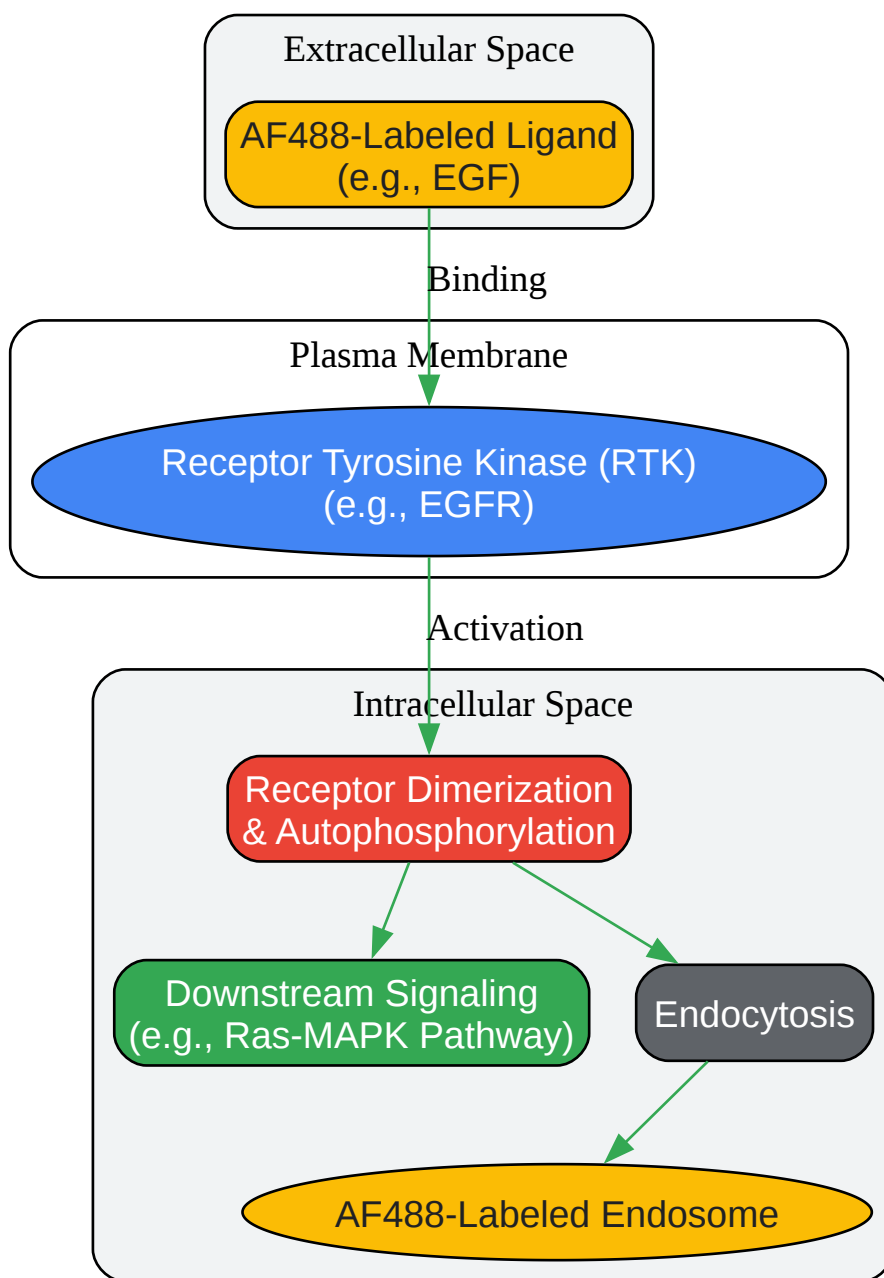 Extracellular Space
AF488-Labeled Ligand
(e.g., EGF)
Binding
Plasma Membrane
Receptor Tyrosine Kinase (RTK)
(e.g., EGFR)
Activation
Intracellular Space
Receptor Dimerization
& Autophosphorylation
Downstream Signaling
(e.g., Ras-MAPK Pathway)
Endocytosis
AF488-Labeled Endosome